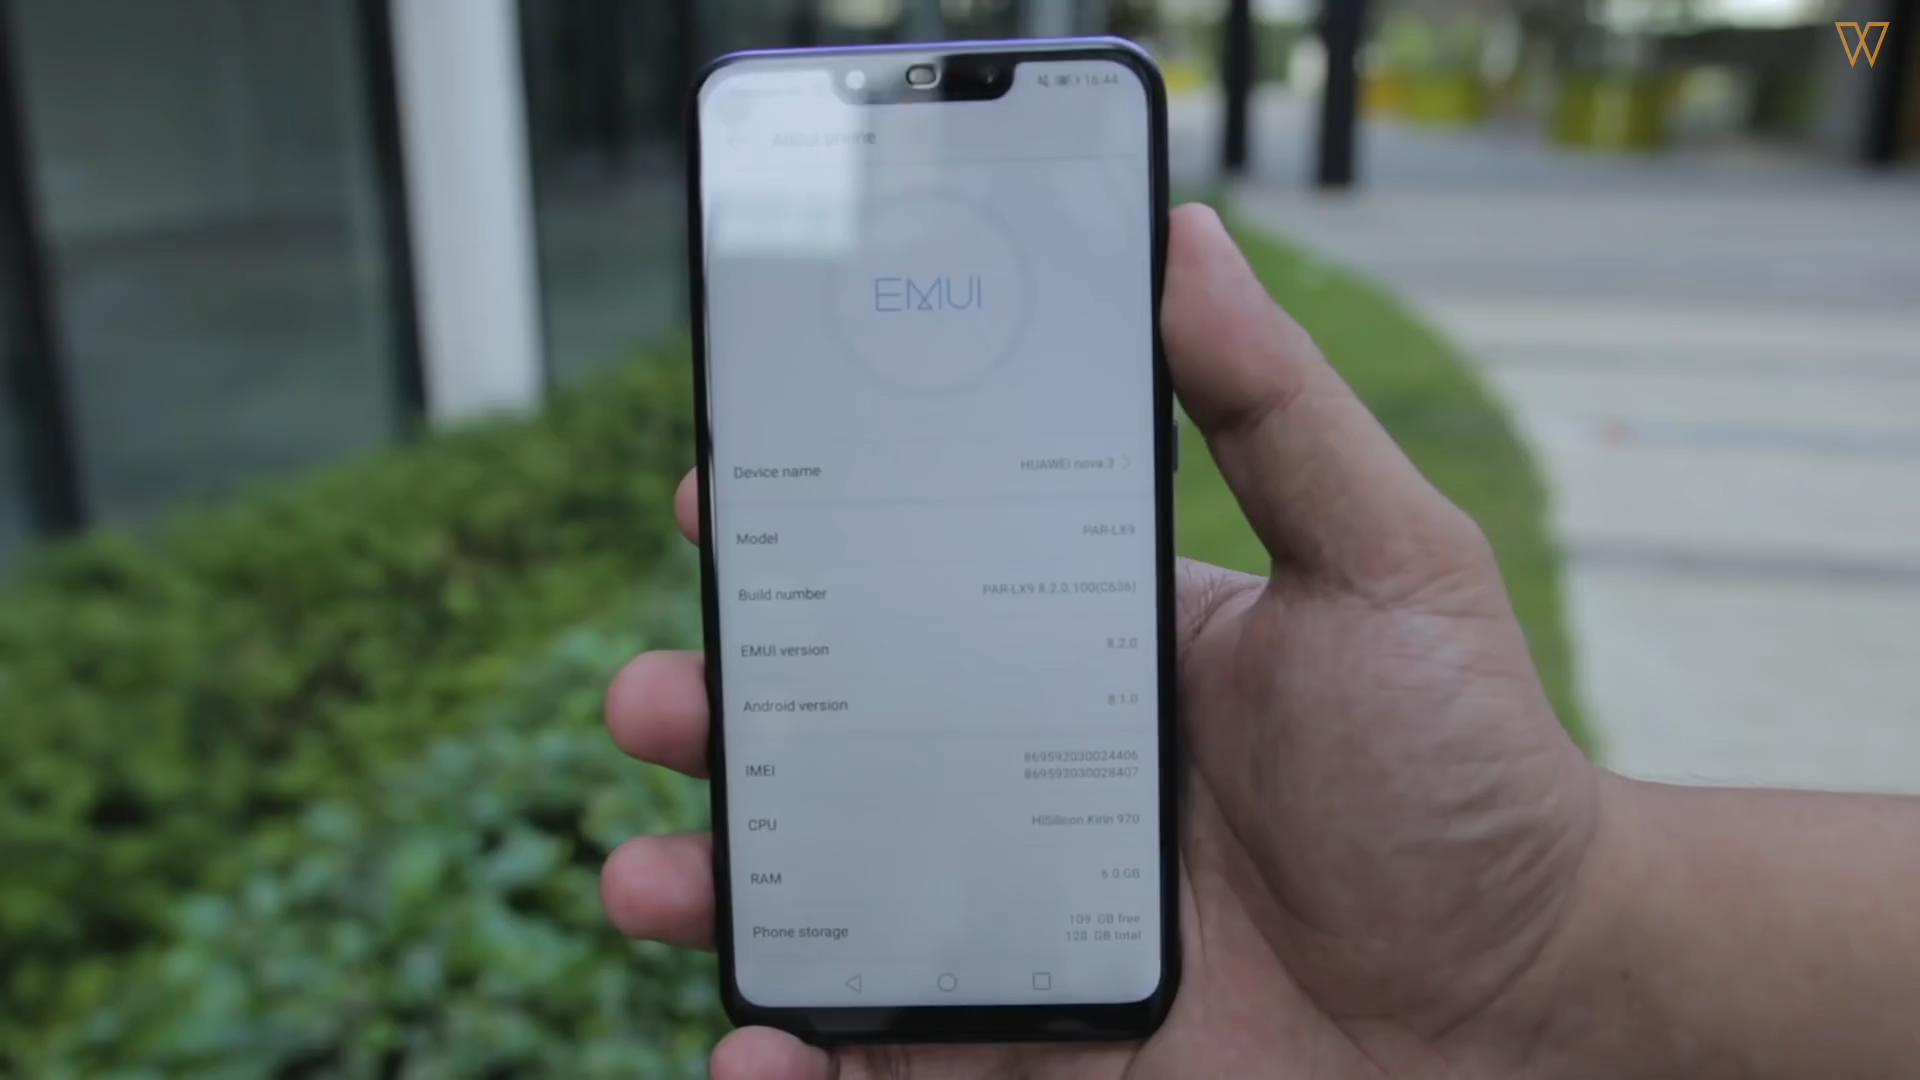 W
16:44
About phone
EMUI
Device name HUAWEI nova 3
Model PAR-LX9
Build number PAR-LX9 8.2.0.100(C636)
EMUI version 8.2.0
Android version 8.1.0
IMEI 869592030024406
869592030028407
CPU HiSilicon Kirin 970
RAM 6.0 GB
Phone storage 109 GB free
128 GB total